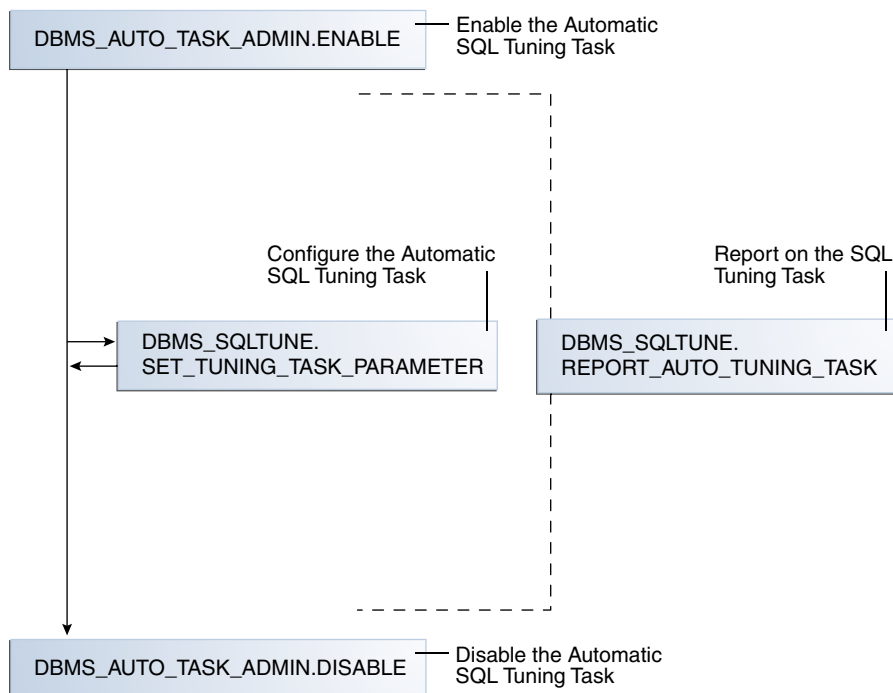 DBMS_AUTO_TASK_ADMIN.ENABLE
Enable the Automatic
SQL Tuning Task
Configure the Automatic
SQL Tuning Task
Report on the SQL
Tuning Task
DBMS_SQLTUNE.
SET_TUNING_TASK_PARAMETER
DBMS_SQLTUNE.
REPORT_AUTO_TUNING_TASK
DBMS_AUTO_TASK_ADMIN.DISABLE
Disable the Automatic
SQL Tuning Task